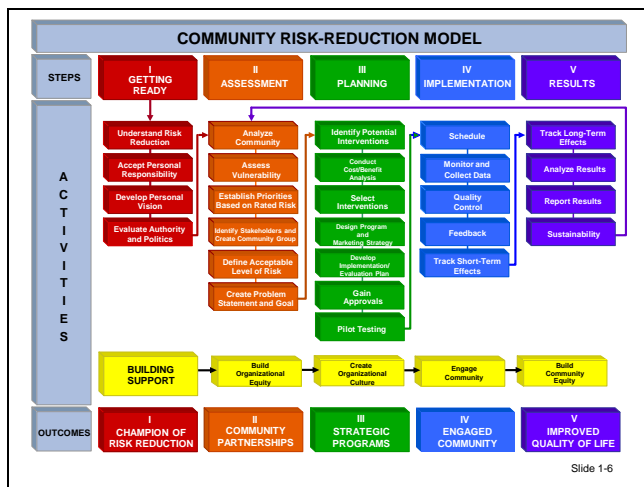 COMMUNITY RISK-REDUCTION MODEL
STEPS
I
GETTING
READY
II
ASSESSMENT
III
PLANNING
IV
IMPLEMENTATION
V
RESULTS
ACTIVITIES
Understand Risk
Reduction
Accept Personal
Responsibility
Develop Personal
Vision
Evaluate Authority
and Politics
Analyze
Community
Assess
Vulnerability
Establish Priorities
Based on Rated Risk
Identify Stakeholders and
Create Community Group
Define Acceptable
Level of Risk
Create Problem
Statement and Goal
Identify Potential
Interventions
Conduct
Cost/Benefit
Analysis
Select
Interventions
Design Program
and
Marketing Strategy
Develop
Implementation/
Evaluation Plan
Gain
Approvals
Pilot Testing
Schedule
Monitor and
Collect Data
Quality
Control
Feedback
Track Short-Term
Effects
Track Long-Term
Effects
Analyze Results
Report Results
Sustainability
BUILDING
SUPPORT
Build
Organizational
Equity
Create
Organizational
Culture
Engage
Community
Build
Community
Equity
OUTCOMES
I
CHAMPION OF
RISK REDUCTION
II
COMMUNITY
PARTNERSHIPS
III
STRATEGIC
PROGRAMS
IV
ENGAGED
COMMUNITY
V
IMPROVED
QUALITY OF LIFE
Slide 1-6